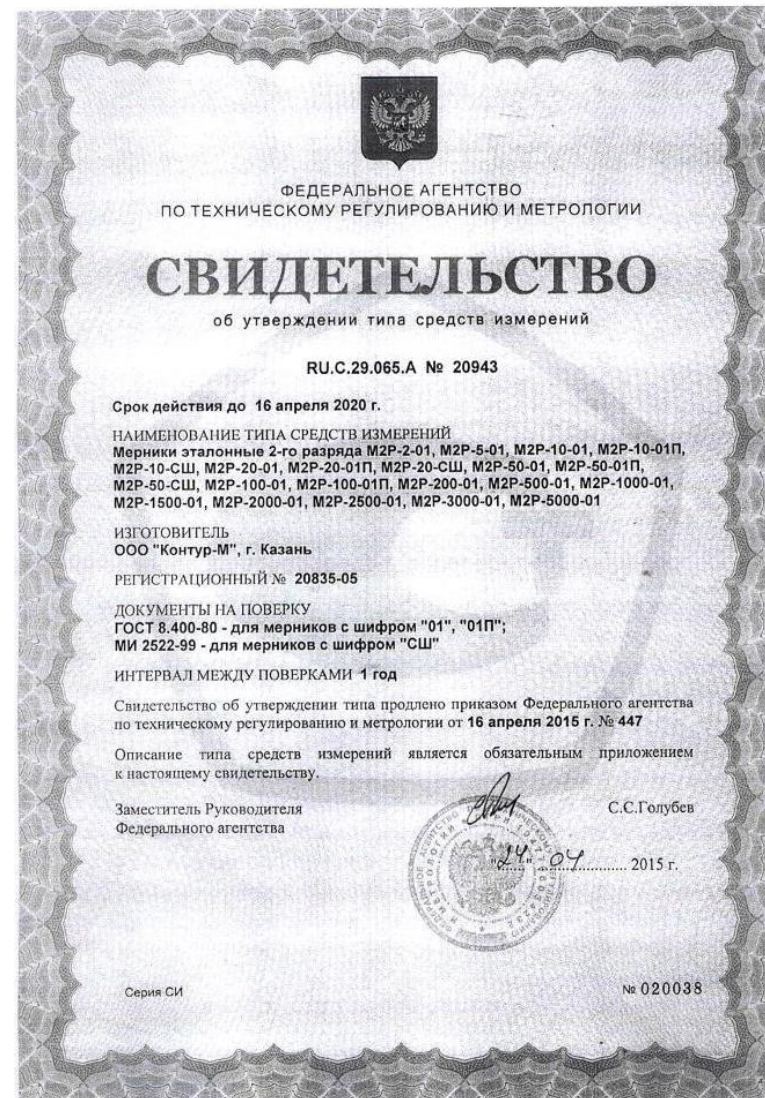 ФЕДЕРАЛЬНОЕ АГЕНТСТВО
ПО ТЕХНИЧЕСКОМУ РЕГУЛИРОВАНИЮ И МЕТРОЛОГИИ
СВИДЕТЕЛЬСТВО
об утверждении типа средств измерений
RU.C.29.065.A № 20943
Срок действия до 16 апреля 2020 г.
НАИМЕНОВАНИЕ ТИПА СРЕДСТВ ИЗМЕРЕНИЙ
Мерники эталонные 2-го разряда М2Р-2-01, М2Р-5-01, М2Р-10-01, М2Р-10-01П,
М2Р-10-СШ, М2Р-20-01, М2Р-20-01П, М2Р-20-СШ, М2Р-50-01, М2Р-50-01П,
М2Р-50-СШ, М2Р-100-01, М2Р-100-01П, М2Р-200-01, М2Р-500-01, М2Р-1000-01,
М2Р-1500-01, М2Р-2000-01, М2Р-2500-01, М2Р-3000-01, М2Р-5000-01
ИЗГОТОВИТЕЛЬ
ООО "Контур-М", г. Казань
РЕГИСТРАЦИОННЫЙ № 20835-05
ДОКУМЕНТЫ НА ПОВЕРКУ
ГОСТ 8.400-80 - для мерников с шифром "01", "01П";
МИ 2522-99 - для мерников с шифром "СШ"
ИНТЕРВАЛ МЕЖДУ ПОВЕРКАМИ 1 год
Свидетельство об утверждении типа продлено приказом Федерального агентства
по техническому регулированию и метрологии от 16 апреля 2015 г. № 447
Описание типа средств измерений является обязательным приложением
к настоящему свидетельству.
Заместитель Руководителя С.С.Голубев
Федерального агентства
"24" 04 2015 г.
Серия СИ № 020038